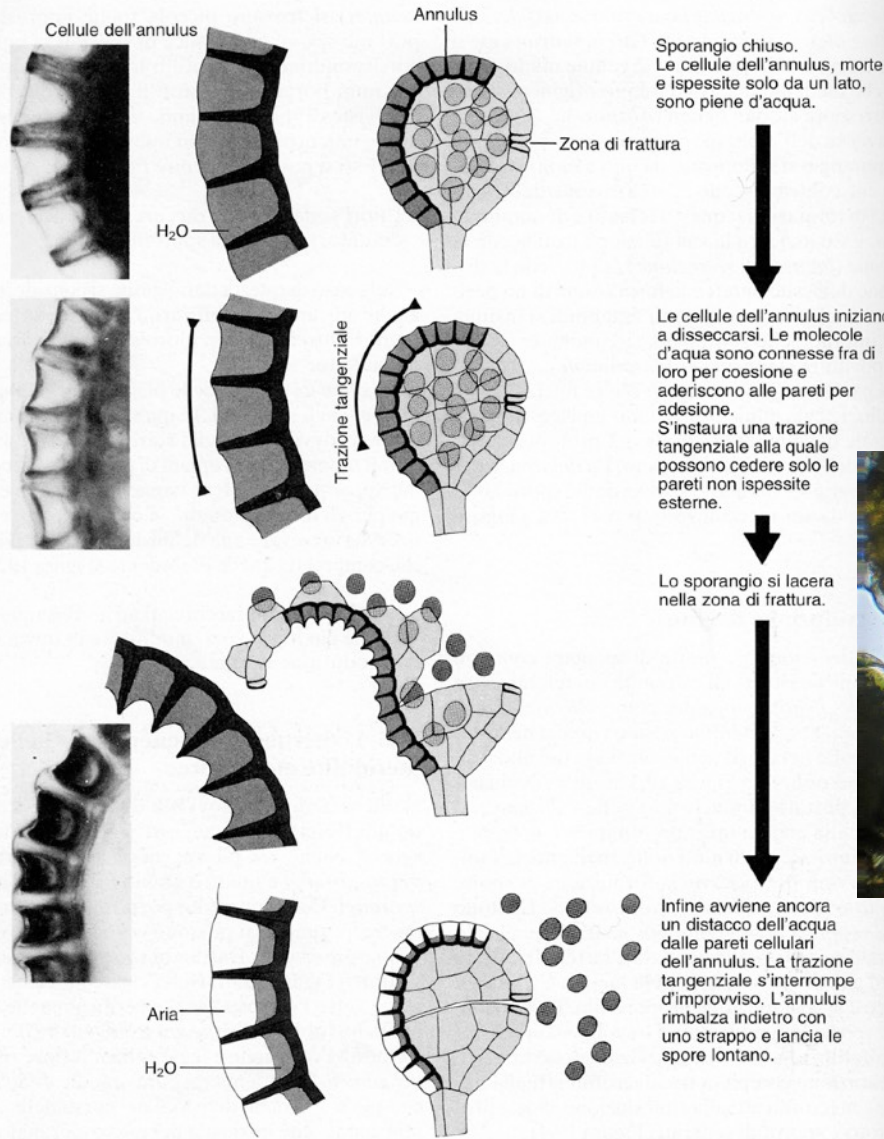 Cellule dell'annulus
Annulus
Sporangio chiuso.
Le cellule dell'annulus, morte
e ispessite solo da un lato,
sono piene d'acqua.
Zona di frattura
H₂O
Trazione tangenziale
Le cellule dell'annulus iniziano
a disseccarsi. Le molecole
d'aqua sono connesse fra di
loro per coesione e
aderiscono alle pareti per
adesione.
S'instaura una trazione
tangenziale alla quale
possono cedere solo le
pareti non ispessite
esterne.
Lo sporangio si lacera
nella zona di frattura.
Aria
H₂O
Infine avviene ancora
un distacco dell'acqua
dalle pareti cellulari
dell'annulus. La trazione
tangenziale s'interrompe
d'improvviso. L'annulus
rimbalza indietro con
uno strappo e lancia le
spore lontano.